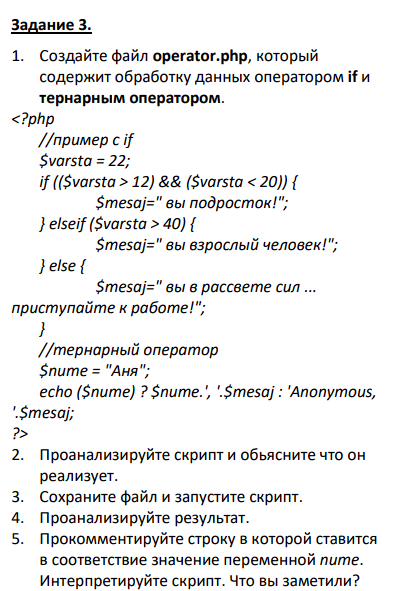 Задание 3.
1. Создайте файл operator.php, который
содержит обработку данных оператором if и
тернарным оператором.
<?php
//пример с if
$varsta = 22;
if (($varsta > 12) && ($varsta < 20)) {
$mesaj=" вы подросток!";
} elseif ($varsta > 40) {
$mesaj=" вы взрослый человек!";
} else {
$mesaj=" вы в рассвете сил ...
приступайте к работе!";
}
//тернарный оператор
$nume = "Аня";
echo ($nume) ? $nume.', '.$mesaj : 'Anonymous,
'.$mesaj;
?>
2. Проанализируйте скрипт и обьясните что он
реализует.
3. Сохраните файл и запустите скрипт.
4. Проанализируйте результат.
5. Прокомментируйте строку в которой ставится
в соответствие значение переменной nume.
Интерпретируйте скрипт. Что вы заметили?